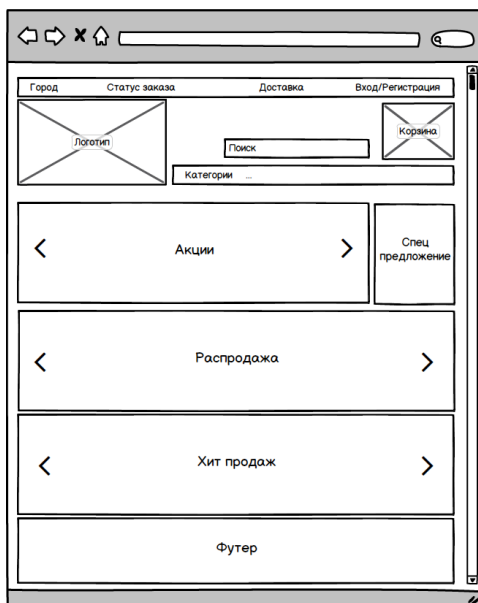 Город Статус заказа Доставка Вход/Регистрация
Логотип
Корзина
Поиск
Категории ...
Акции
Спец
предложение
Распродажа
Хит продаж
Футер